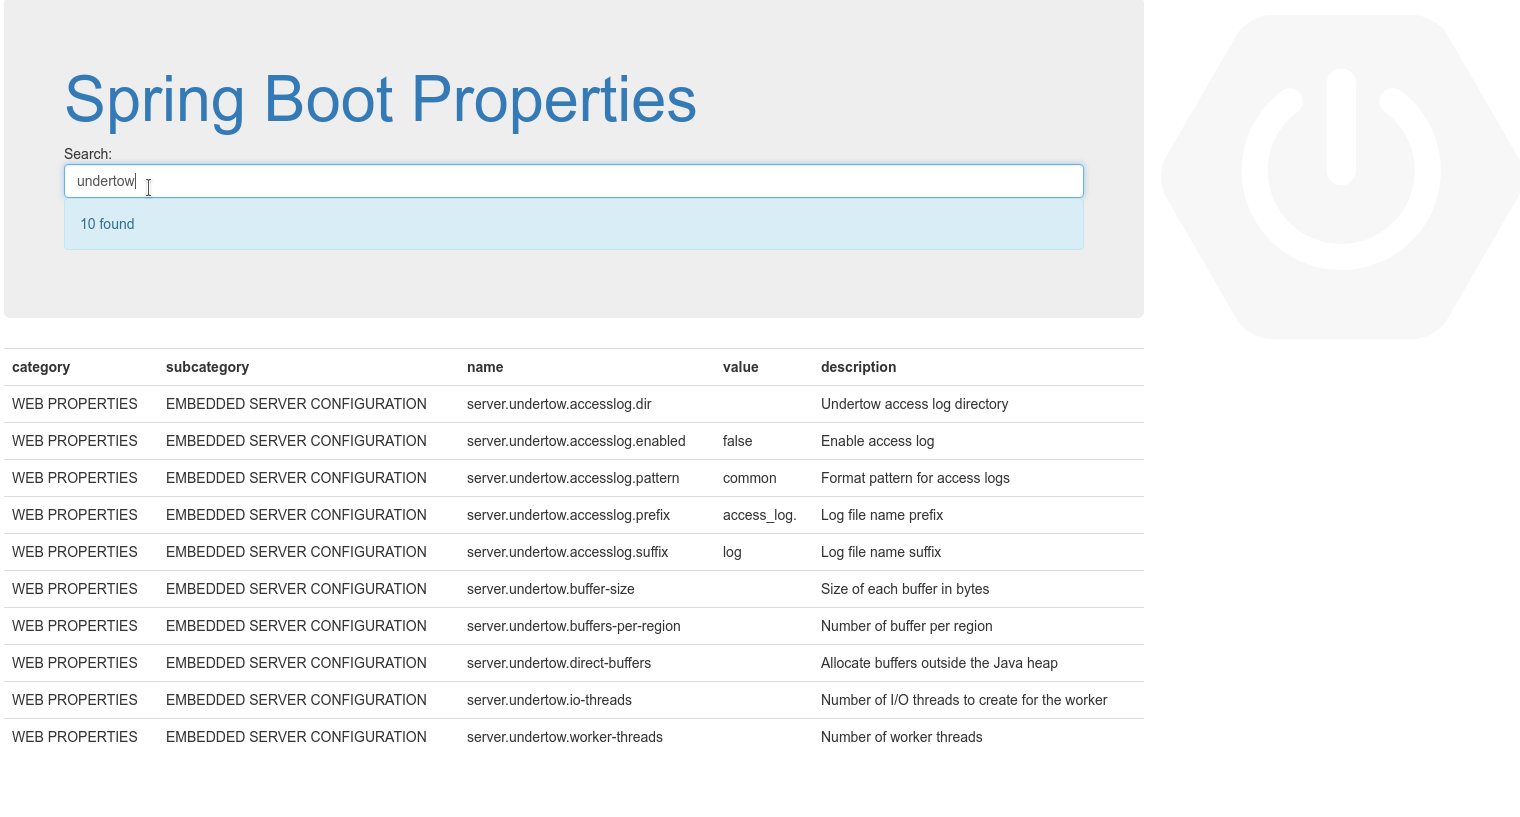 Spring Boot Properties
Search:
undertow
10 found
category subcategory name value description
WEB PROPERTIES EMBEDDED SERVER CONFIGURATION server.undertow.accesslog.dir Undertow access log directory
WEB PROPERTIES EMBEDDED SERVER CONFIGURATION server.undertow.accesslog.enabled false Enable access log
WEB PROPERTIES EMBEDDED SERVER CONFIGURATION server.undertow.accesslog.pattern common Format pattern for access logs
WEB PROPERTIES EMBEDDED SERVER CONFIGURATION server.undertow.accesslog.prefix access_log. Log file name prefix
WEB PROPERTIES EMBEDDED SERVER CONFIGURATION server.undertow.accesslog.suffix log Log file name suffix
WEB PROPERTIES EMBEDDED SERVER CONFIGURATION server.undertow.buffer-size Size of each buffer in bytes
WEB PROPERTIES EMBEDDED SERVER CONFIGURATION server.undertow.buffers-per-region Number of buffer per region
WEB PROPERTIES EMBEDDED SERVER CONFIGURATION server.undertow.direct-buffers Allocate buffers outside the Java heap
WEB PROPERTIES EMBEDDED SERVER CONFIGURATION server.undertow.io-threads Number of I/O threads to create for the worker
WEB PROPERTIES EMBEDDED SERVER CONFIGURATION server.undertow.worker-threads Number of worker threads